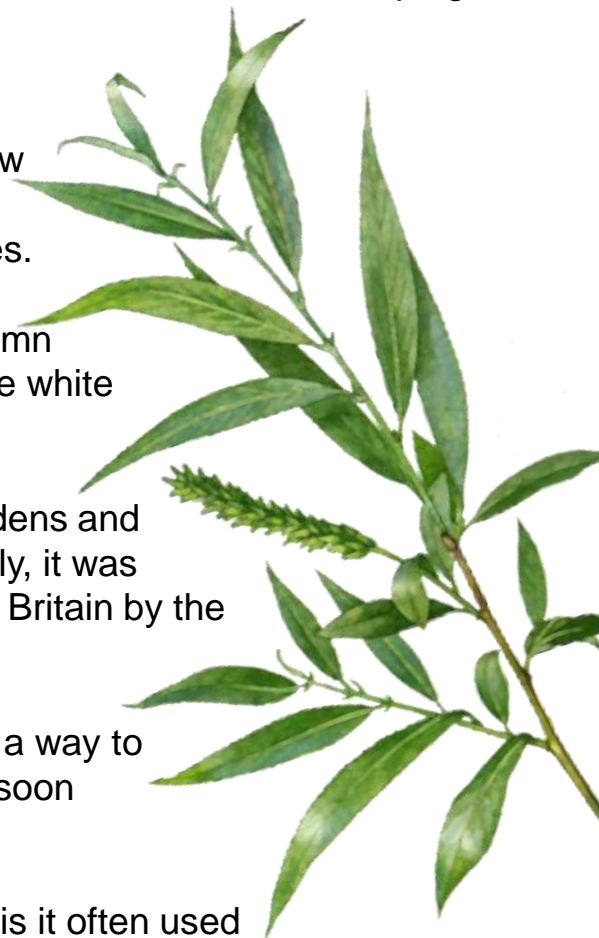 w
es.
mn
e white
dens and
ly, it was
Britain by the
a way to
soon
is it often used